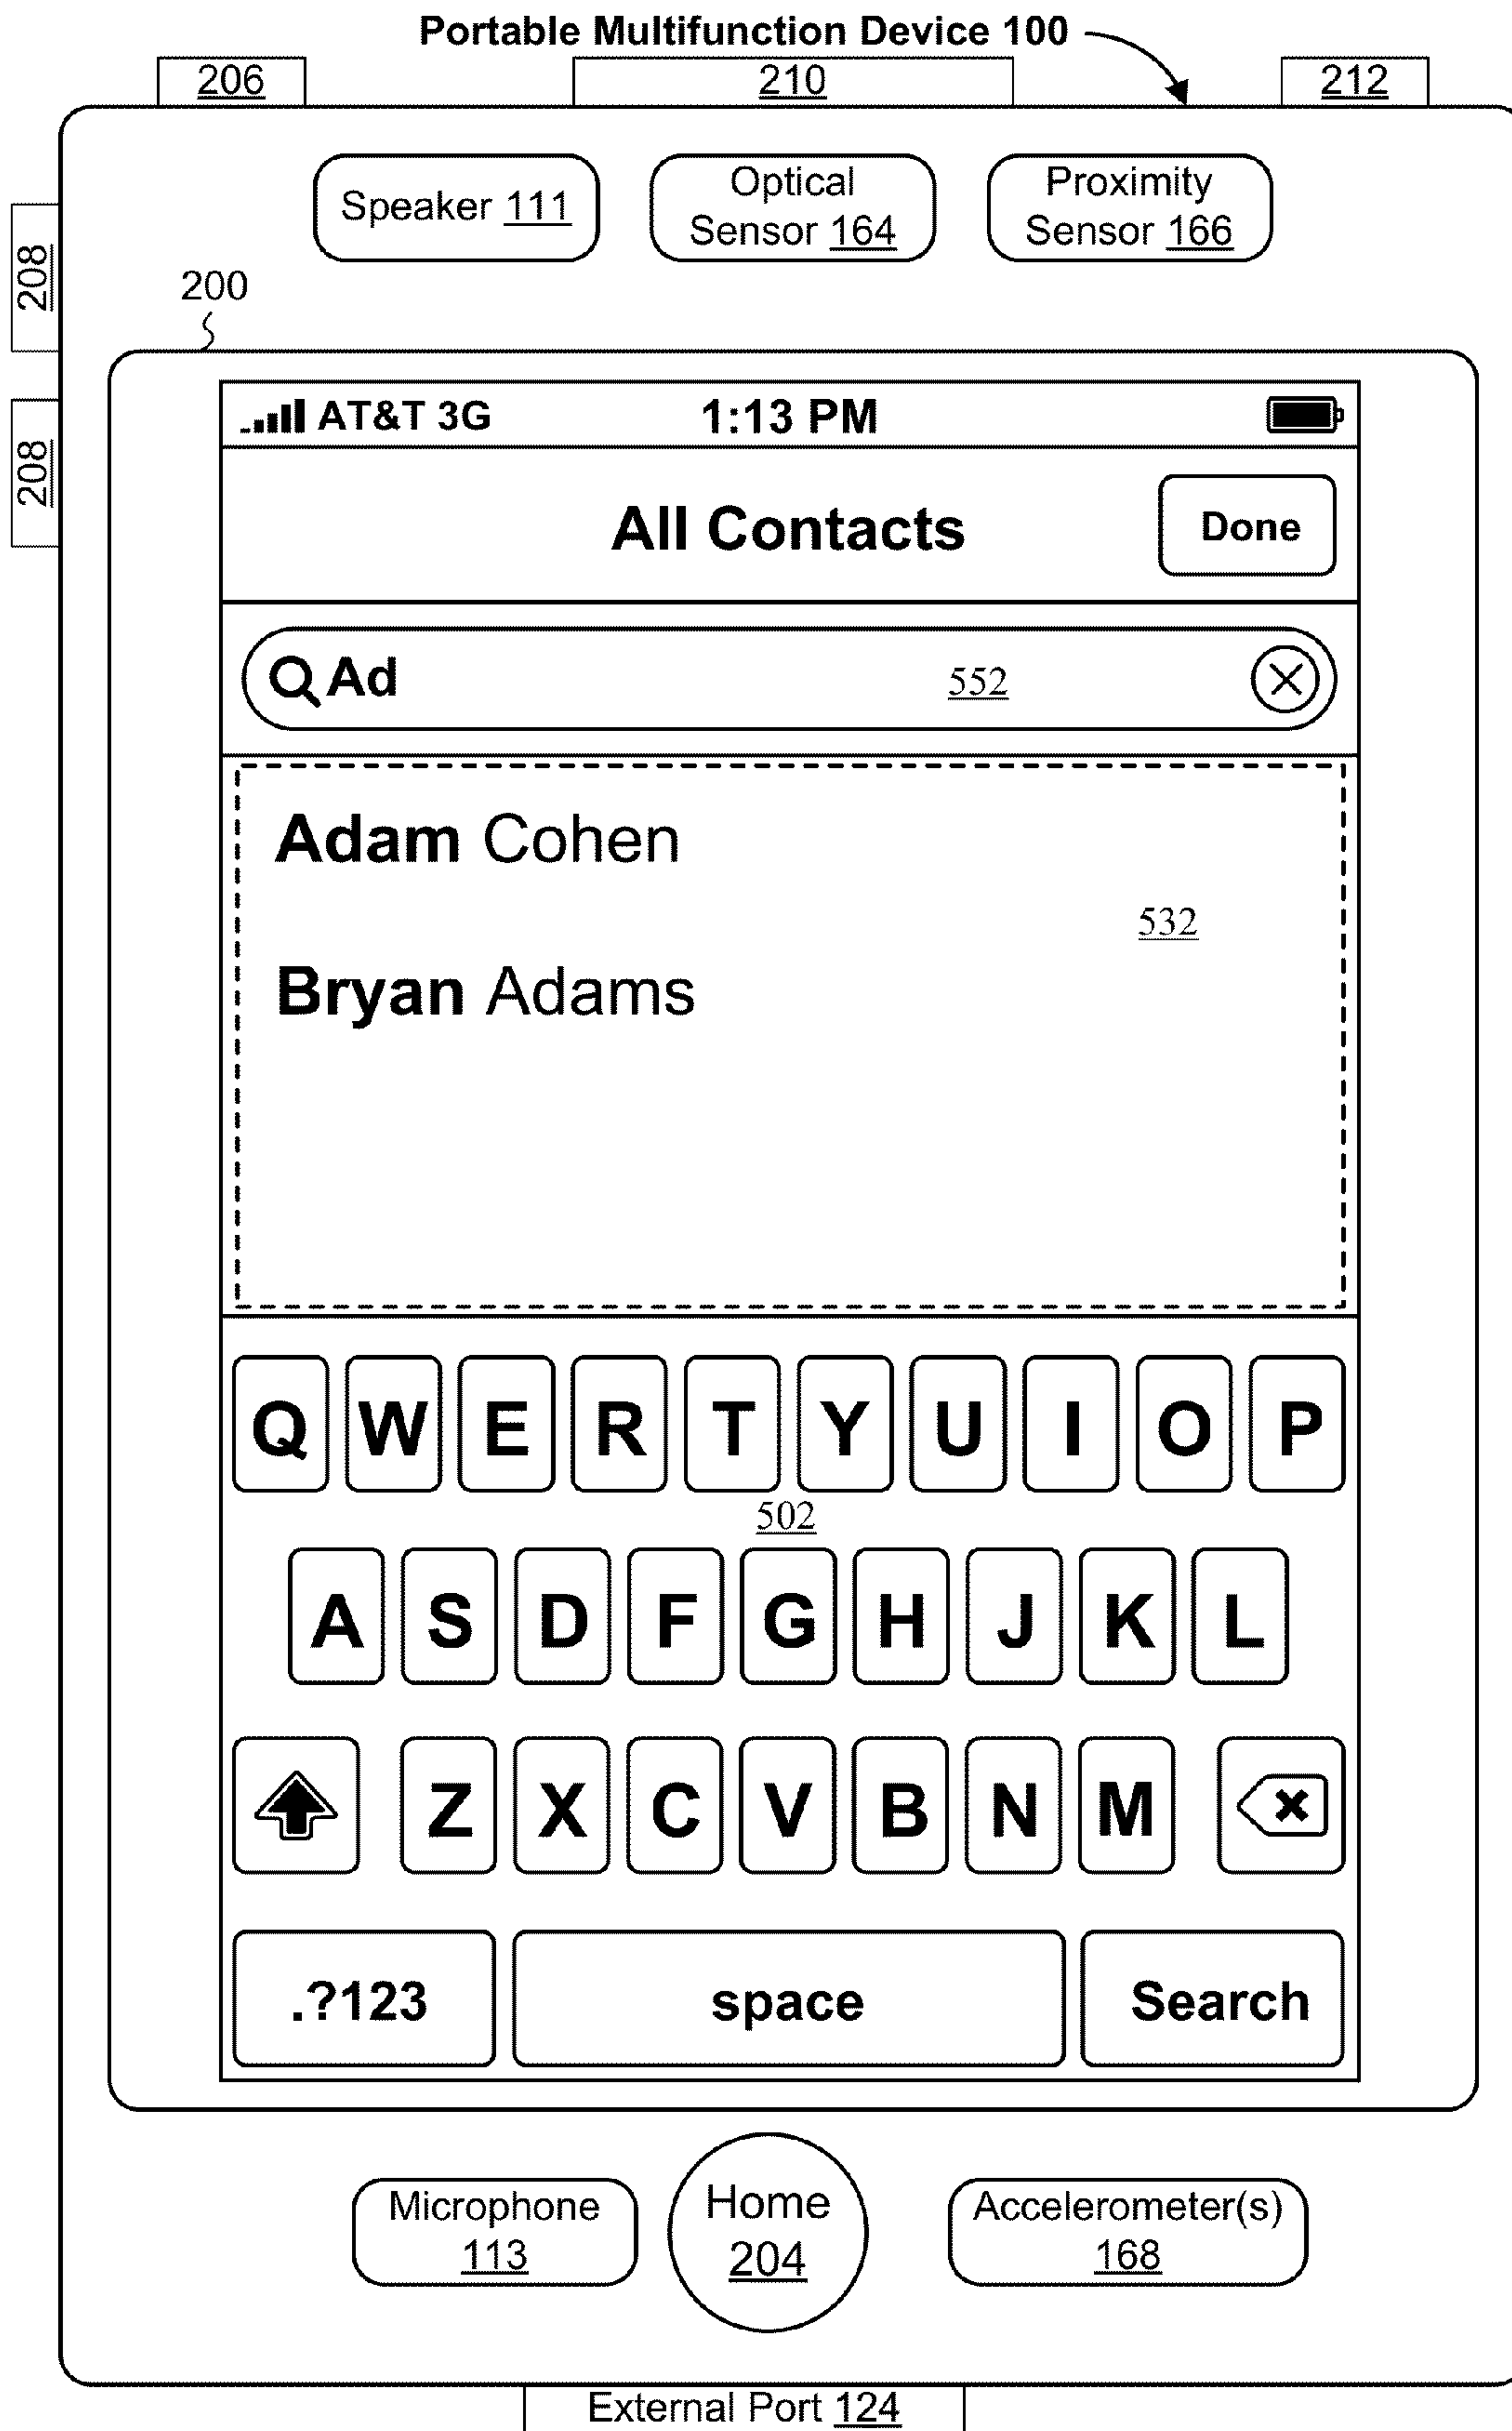 Portable Multifunction Device 100
206
210
212
Speaker 111
Optical
Sensor 164
Proximity
Sensor 166
208
200
208
AT&T 3G
1:13 PM
All Contacts
Done
Ad
552
Adam Cohen
532
Bryan Adams
Q W E R T Y U I O P
502
A S D F G H J K L
Z X C V B N M
.?123
space
Search
Microphone
113
Home
204
Accelerometer(s)
168
External Port 124